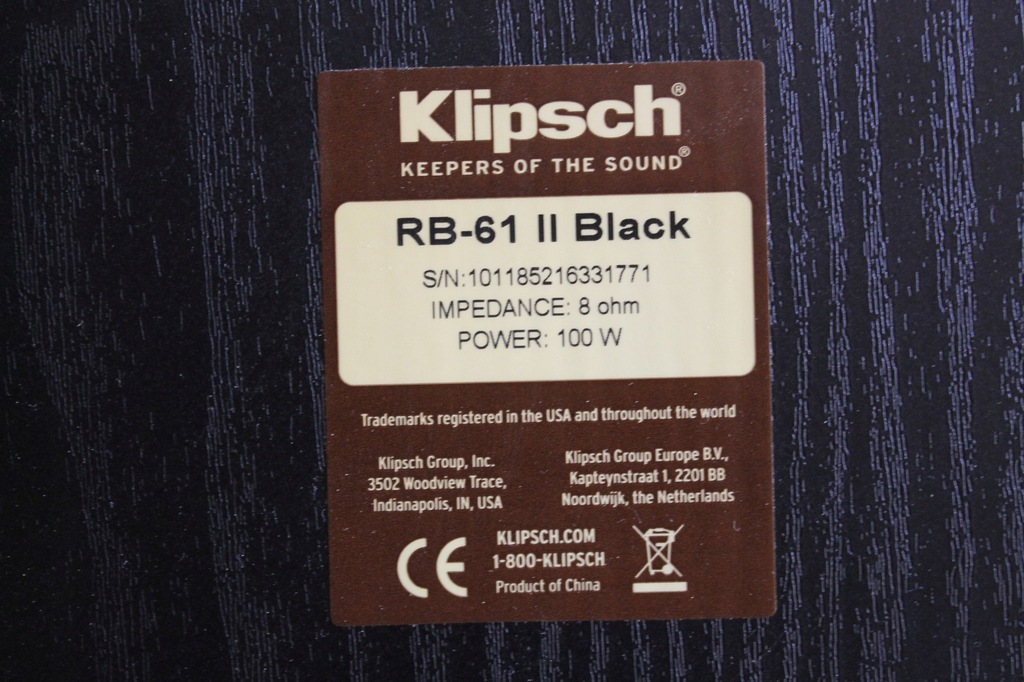 Klipsch®
KEEPERS OF THE SOUND®
RB-61 II Black
S/N:101185216331771
IMPEDANCE: 8 ohm
POWER: 100 W
Trademarks registered in the USA and throughout the world
Klipsch Group, Inc.
3502 Woodview Trace,
Indianapolis, IN, USA
Klipsch Group Europe B.V.,
Kapteynstraat 1, 2201 BB
Noordwijk, the Netherlands
CE
KLIPSCH.COM
1-800-KLIPSCH
Product of China